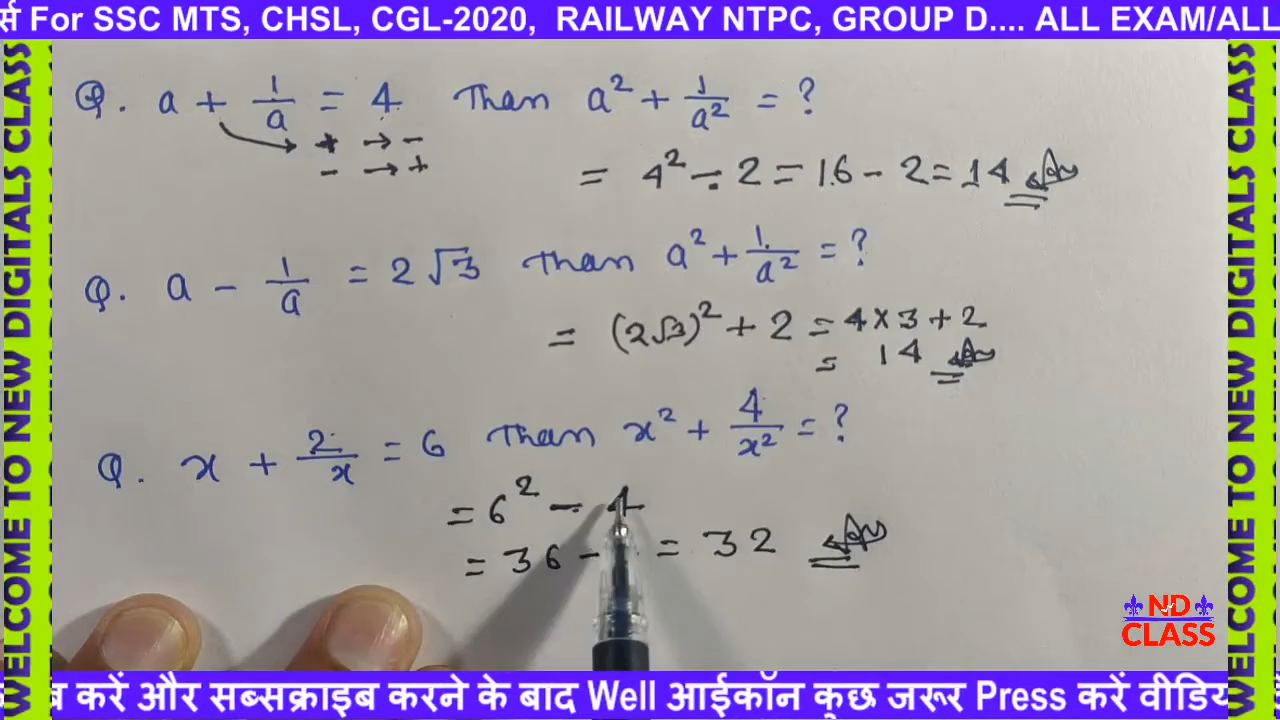 र्स For SSC MTS, CHSL, CGL-2020, RAILWAY NTPC, GROUP D.... ALL EXAM/ALL
WELCOME TO NEW DIGITALS CLASS
Q. a + 1/a = 4 Than a² + 1/a² = ?
+ → -
- → +
= 4² - 2 = 16 - 2 = 14
Q. a - 1/a = 2√3 Than a² + 1/a² = ?
= (2√3)² + 2 = 4×3+2
= 14
Q. x + 2/x = 6 Than x² + 4/x² = ?
= 6² - 4
= 36 - = 32
ND
CLASS
करें और सब्सक्राइब करने के बाद Well आईकॉन कुछ जरूर Press करें वीडिय
WELCOME TO NEW DIGITALS CLASS